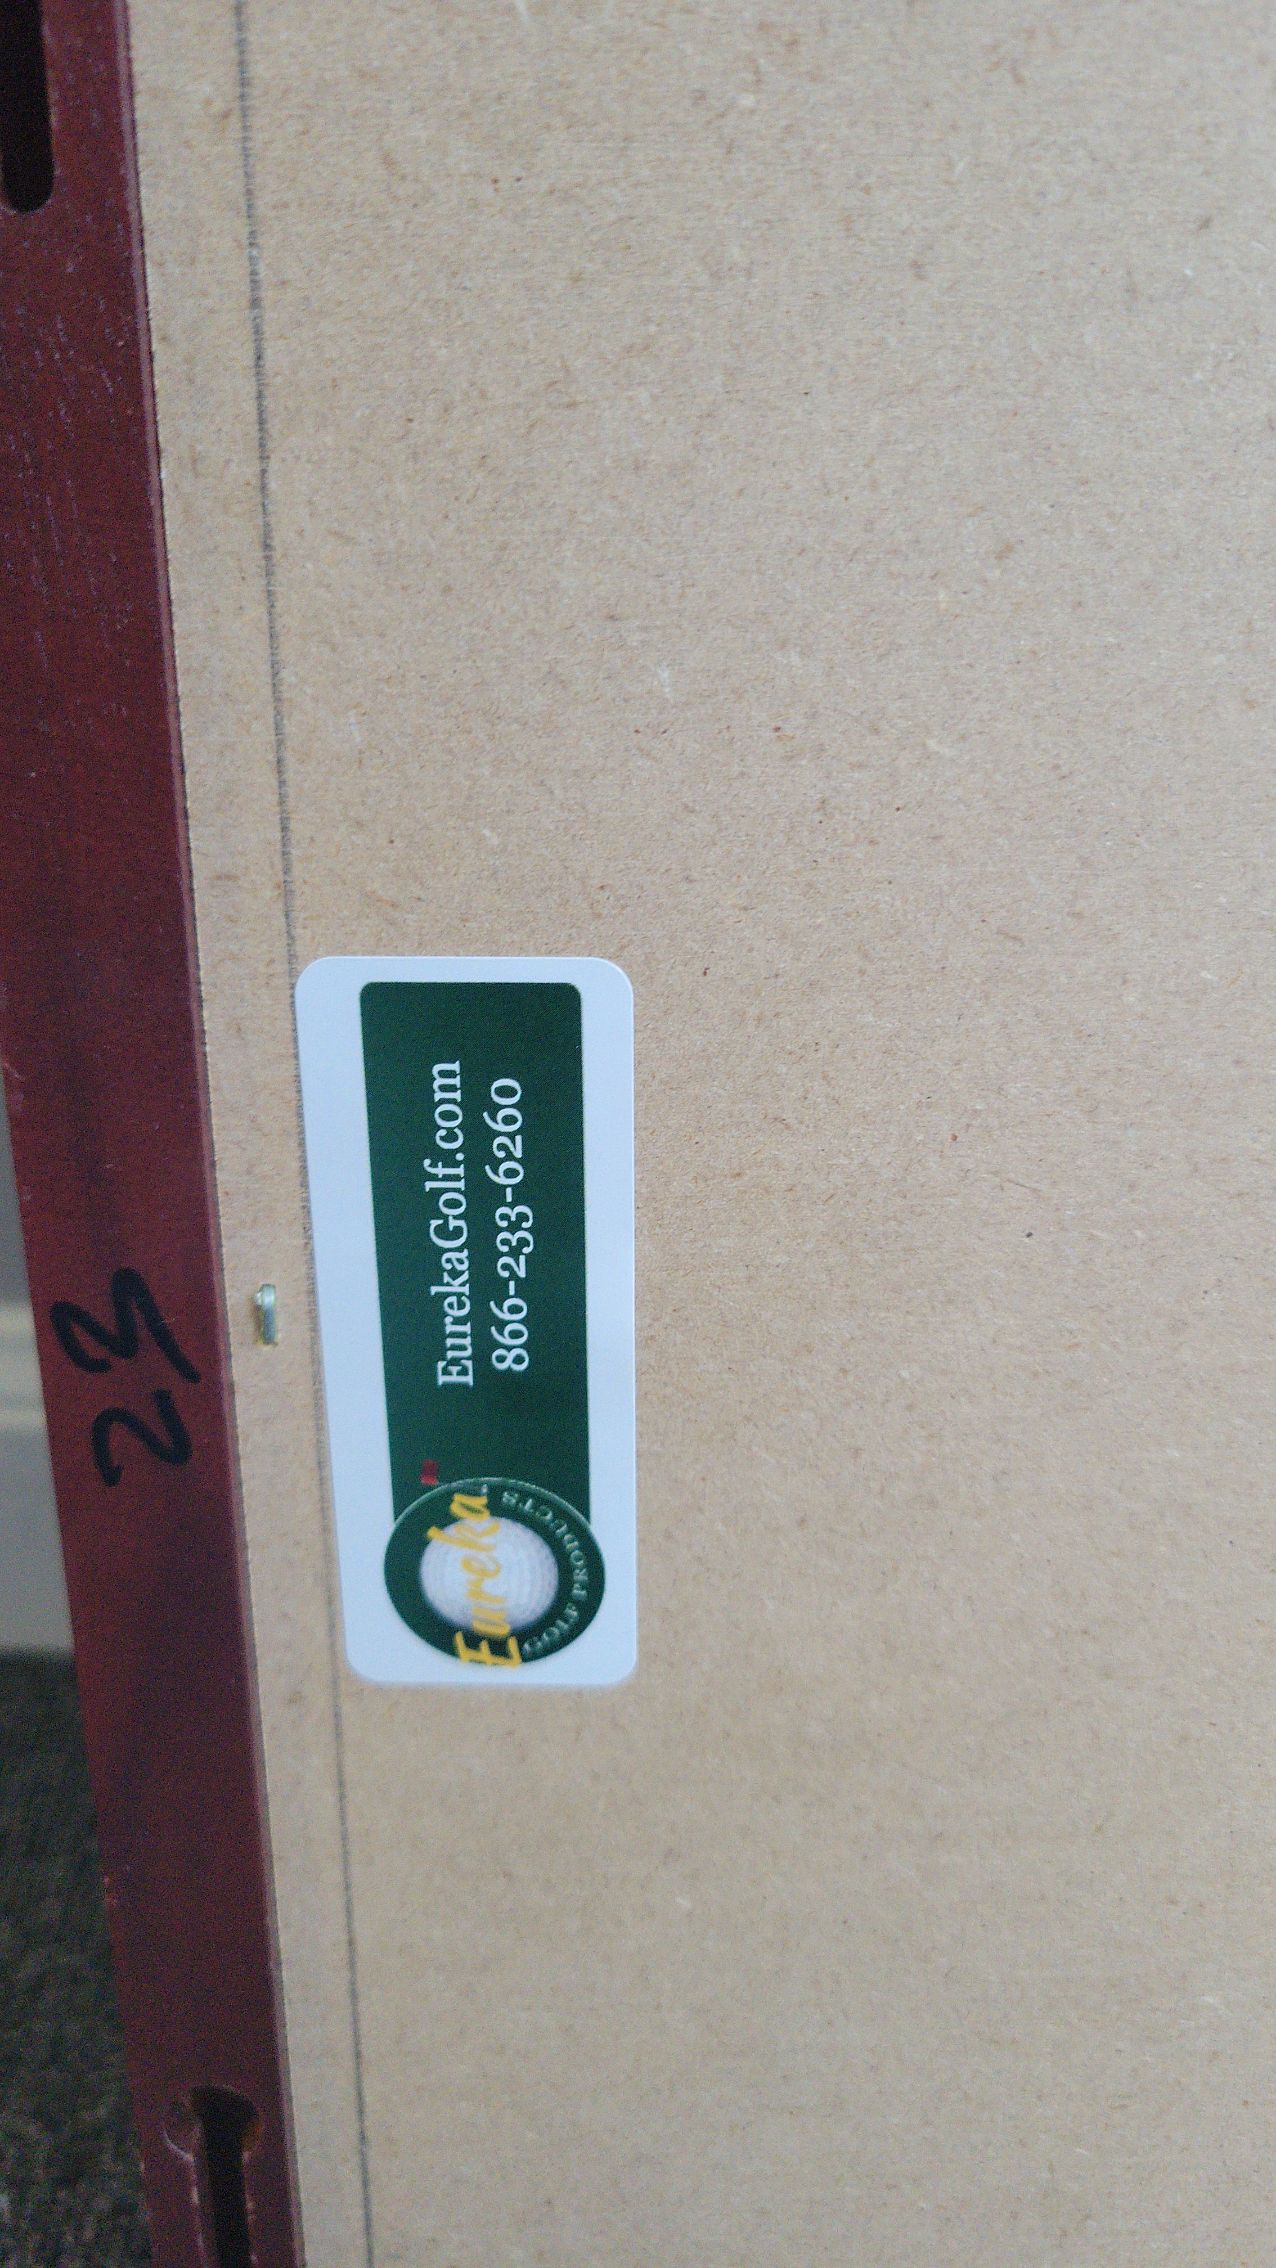 Eureka
GOLF PRODUCTS
EurekaGolf.com
866-233-6260
23